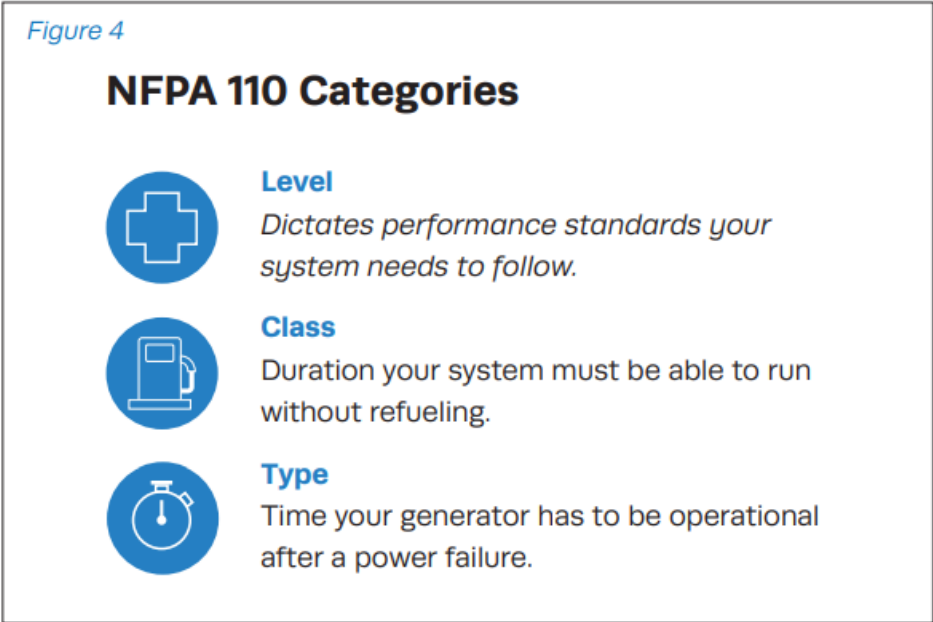 Figure 4
NFPA 110 Categories
Level
Dictates performance standards your
system needs to follow.
Class
Duration your system must be able to run
without refueling.
Type
Time your generator has to be operational
after a power failure.